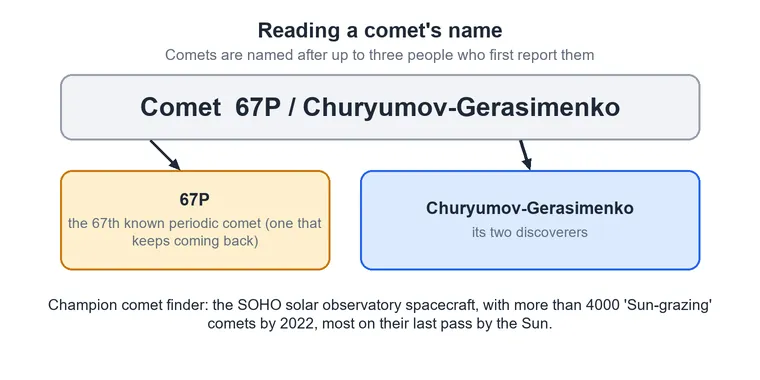 Reading a comet's name
Comets are named after up to three people who first report them
Comet 67P / Churyumov-Gerasimenko
67P
the 67th known periodic comet (one that
keeps coming back)
Churyumov-Gerasimenko
its two discoverers
Champion comet finder: the SOHO solar observatory spacecraft, with more than 4000 'Sun-grazing'
comets by 2022, most on their last pass by the Sun.